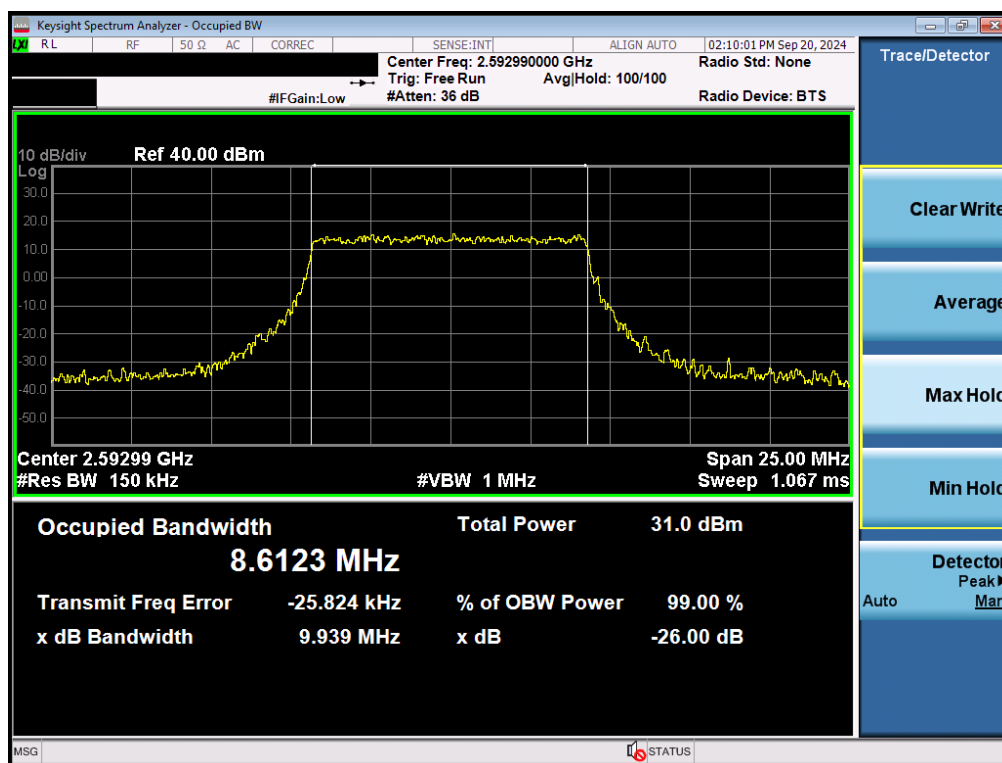 Keysight Spectrum Analyzer - Occupied BW
LXI RL RF 50 Ω AC CORREC SENSE:INT ALIGN AUTO 02:10:01 PM Sep 20, 2024
Center Freq: 2.592990000 GHz Radio Std: None
Trig: Free Run Avg|Hold: 100/100
#IFGain:Low #Atten: 36 dB Radio Device: BTS
10 dB/div Ref 40.00 dBm
Log
30.0
20.0
10.0
0.00
-10.0
-20.0
-30.0
-40.0
-50.0
Center 2.59299 GHz Span 25.00 MHz
#Res BW 150 kHz #VBW 1 MHz Sweep 1.067 ms
Occupied Bandwidth Total Power 31.0 dBm
8.6123 MHz
Transmit Freq Error -25.824 kHz % of OBW Power 99.00 %
x dB Bandwidth 9.939 MHz x dB -26.00 dB
MSG STATUS
Trace/Detector
Clear Write
Average
Max Hold
Min Hold
Detector
Peak
Auto Man